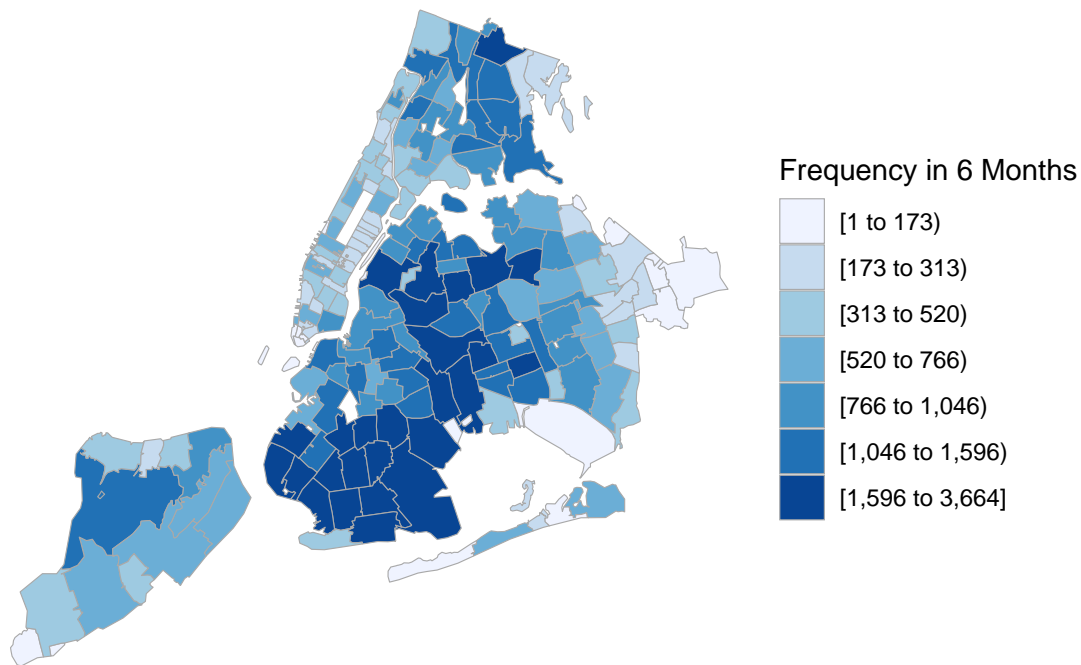 Frequency in 6 Months
[1 to 173)
[173 to 313)
[313 to 520)
[520 to 766)
[766 to 1,046)
[1,046 to 1,596)
[1,596 to 3,664]